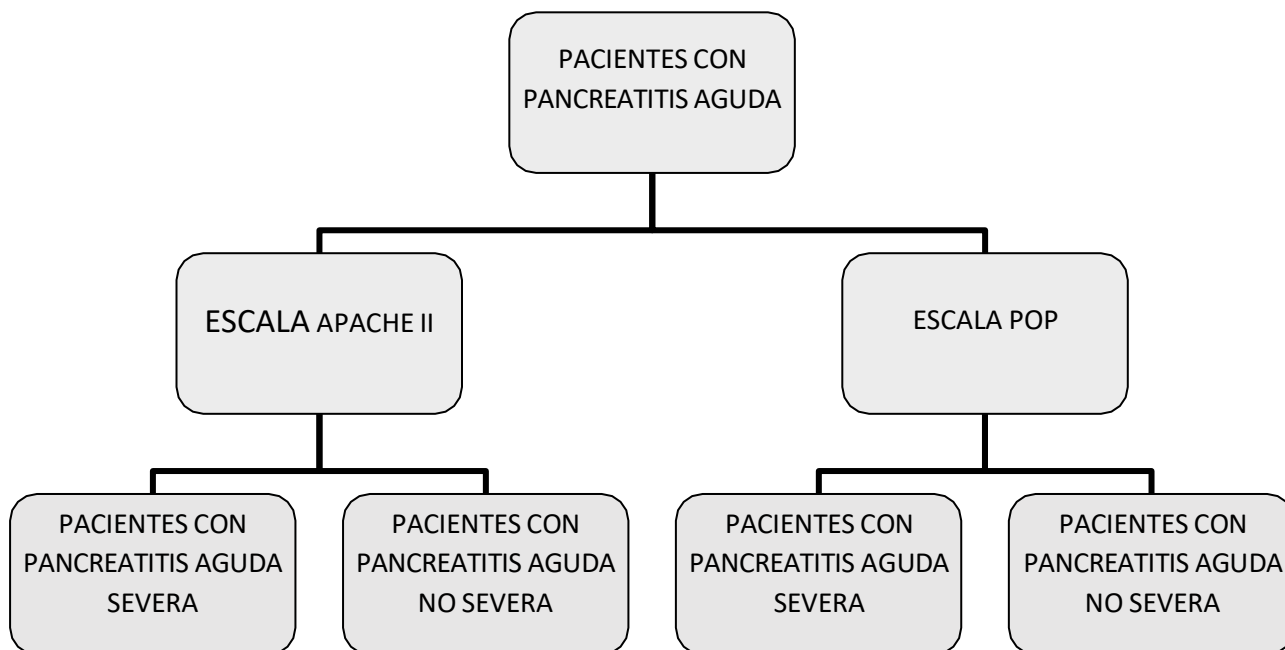 PACIENTES CON
PANCREATITIS AGUDA
ESCALA APACHE II
ESCALA POP
PACIENTES CON
PANCREATITIS AGUDA
SEVERA
PACIENTES CON
PANCREATITIS AGUDA
NO SEVERA
PACIENTES CON
PANCREATITIS AGUDA
SEVERA
PACIENTES CON
PANCREATITIS AGUDA
NO SEVERA